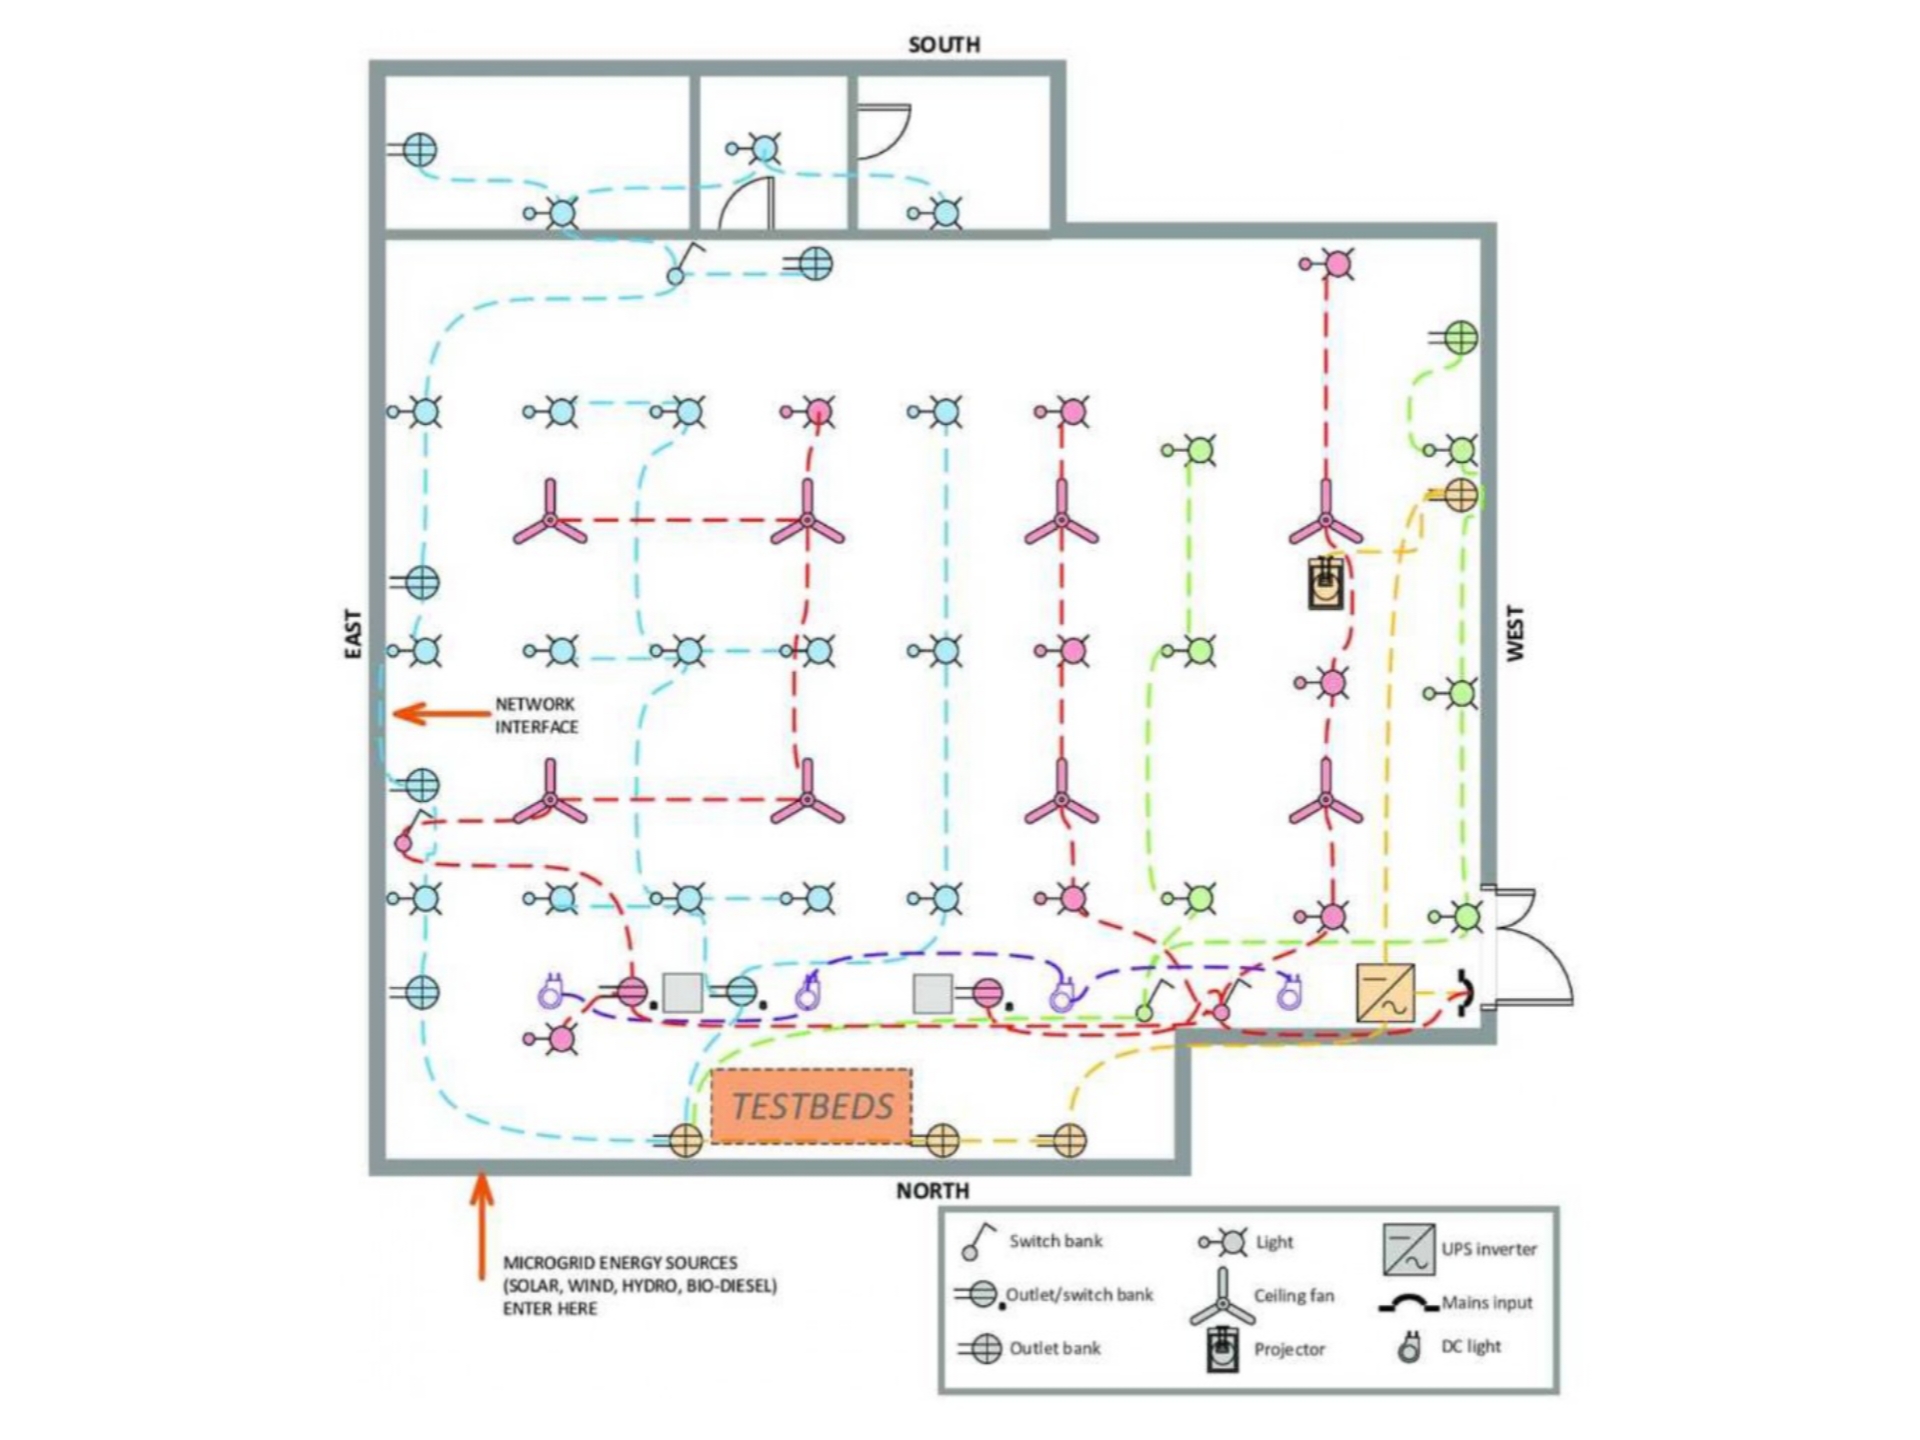 SOUTH
EAST
WEST
NETWORK
INTERFACE
TESTBEDS
NORTH
MICROGRID ENERGY SOURCES
(SOLAR, WIND, HYDRO, BIO-DIESEL)
ENTER HERE
Switch bank
Light
UPS inverter
Outlet/switch bank
Ceiling fan
Mains input
Outlet bank
Projector
DC light